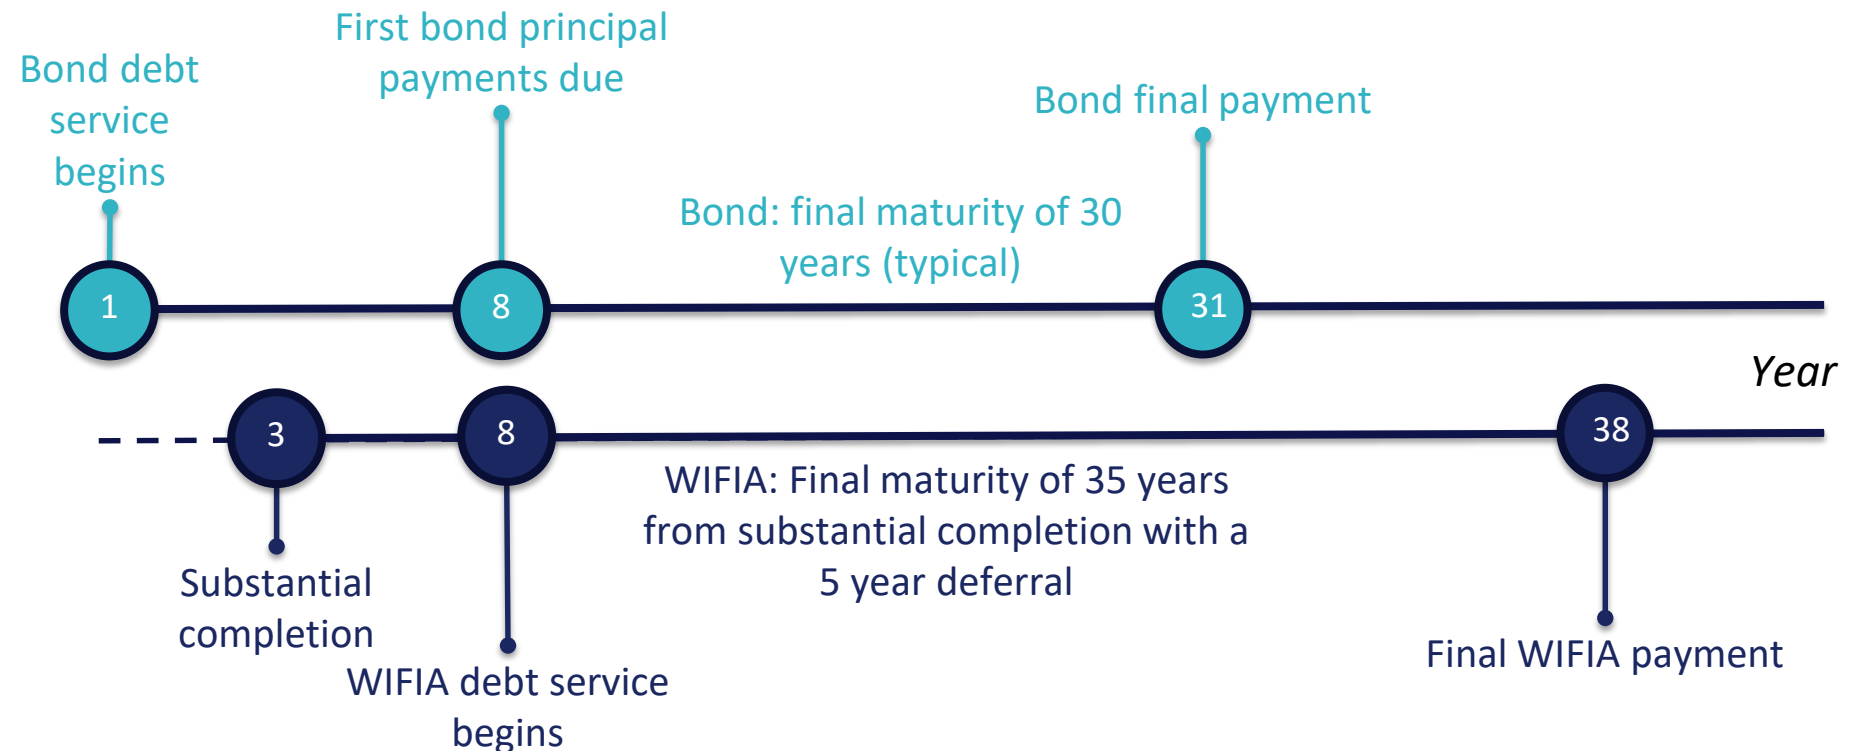 First bond principal
payments due
Bond debt
service
begins
Bond final payment
Bond: final maturity of 30
years (typical)
1
8
31
Year
3
8
38
WIFIA: Final maturity of 35 years
from substantial completion with a
5 year deferral
Substantial
completion
WIFIA debt service
begins
Final WIFIA payment